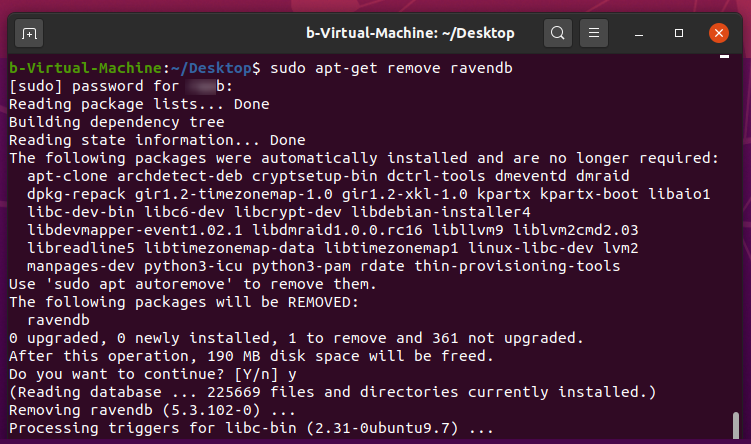 b-Virtual-Machine: ~/Desktop
b-Virtual-Machine:~/Desktop$ sudo apt-get remove ravendb
[sudo] password for b:
Reading package lists... Done
Building dependency tree
Reading state information... Done
The following packages were automatically installed and are no longer required:
  apt-clone archdetect-deb cryptsetup-bin dctrl-tools dmeventd dmraid
  dpkg-repack gir1.2-timezonemap-1.0 gir1.2-xkl-1.0 kpartx kpartx-boot libaio1
  libc-dev-bin libc6-dev libcrypt-dev libdebian-installer4
  libdevmapper-event1.02.1 libdmraid1.0.0.rc16 libllvm9 liblvm2cmd2.03
  libreadline5 libtimezonemap-data libtimezonemap1 linux-libc-dev lvm2
  manpages-dev python3-icu python3-pam rdate thin-provisioning-tools
Use 'sudo apt autoremove' to remove them.
The following packages will be REMOVED:
  ravendb
0 upgraded, 0 newly installed, 1 to remove and 361 not upgraded.
After this operation, 190 MB disk space will be freed.
Do you want to continue? [Y/n] y
(Reading database ... 225669 files and directories currently installed.)
Removing ravendb (5.3.102-0) ...
Processing triggers for libc-bin (2.31-0ubuntu9.7) ...